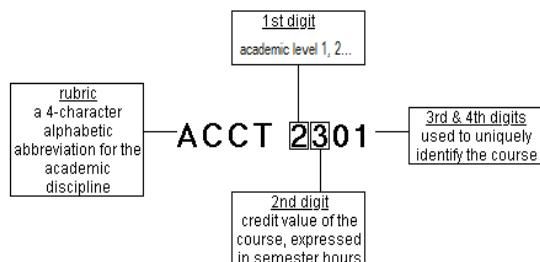 1st digit
academic level 1, 2...
rubric
a 4-character
alphabetic
abbreviation for the
academic
discipline
ACCT 2301
3rd & 4th digits
used to uniquely
identify the course
2nd digit
credit value of the
course, expressed
in semester hours